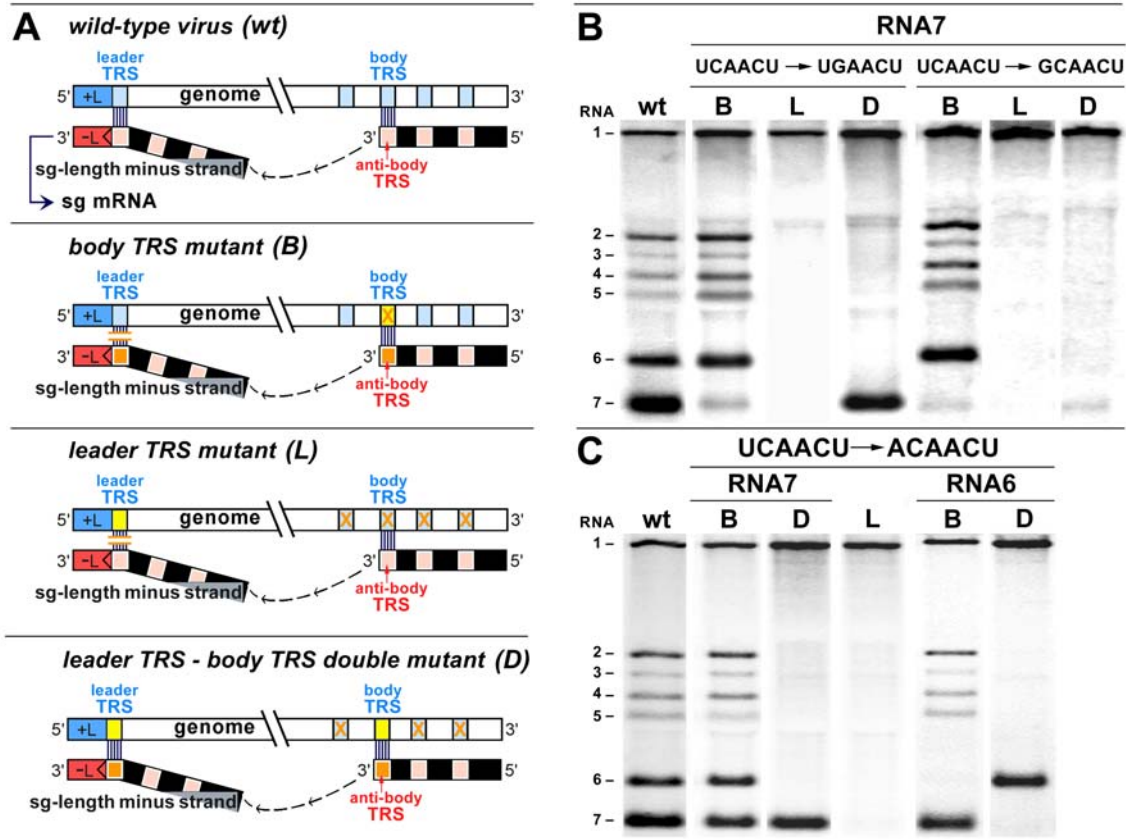 A
wild-type virus (wt)
leader
TRS
body
TRS
5' +L genome 3'
3' -L 3' 5'
sg-length minus strand
anti-body
TRS
sg mRNA
body TRS mutant (B)
leader
TRS
body
TRS
5' +L genome X 3'
3' -L 3' 5'
sg-length minus strand
anti-body
TRS
leader TRS mutant (L)
leader
TRS
body
TRS
5' +L genome X X X X 3'
3' -L 3' 5'
sg-length minus strand
anti-body
TRS
leader TRS - body TRS double mutant (D)
leader
TRS
body
TRS
5' +L genome X X X 3'
3' -L 3' 5'
sg-length minus strand
anti-body
TRS
B
RNA7
UCAACU → UGAACU UCAACU → GCAACU
RNA wt B L D B L D
1 –
2 –
3 –
4 –
5 –
6 –
7 –
C
UCAACU → ACAACU
RNA7 RNA6
RNA wt B D L B D
1 –
2 –
3 –
4 –
5 –
6 –
7 –